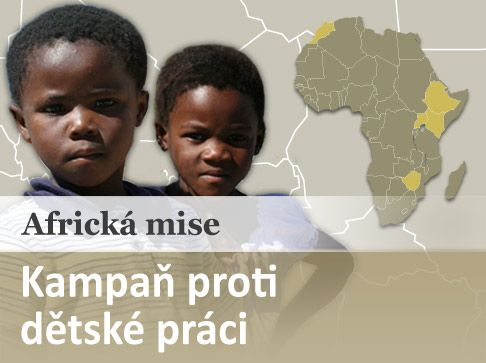 Africká mise
Kampaň proti
dětské práci